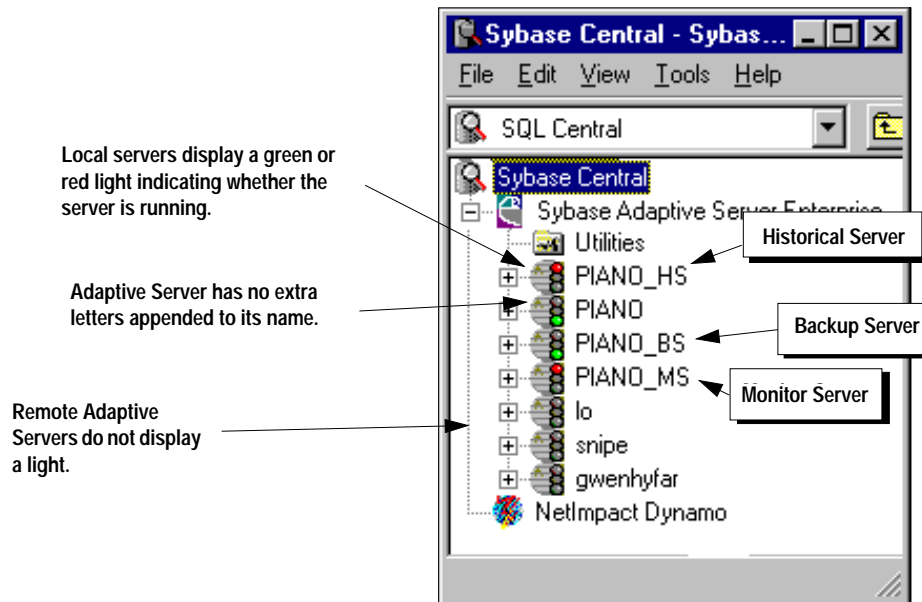 Sybase Central - Sybas...
File Edit View Tools Help
SQL Central
Local servers display a green or
red light indicating whether the
server is running.
Adaptive Server has no extra
letters appended to its name.
Remote Adaptive
Servers do not display
a light.
Sybase Central
Sybase Adaptive Server Enterprise
Utilities
PIANO_HS
PIANO
PIANO_BS
PIANO_MS
lo
snipe
gwenhyfar
NetImpact Dynamo
Historical Server
Backup Server
Monitor Server